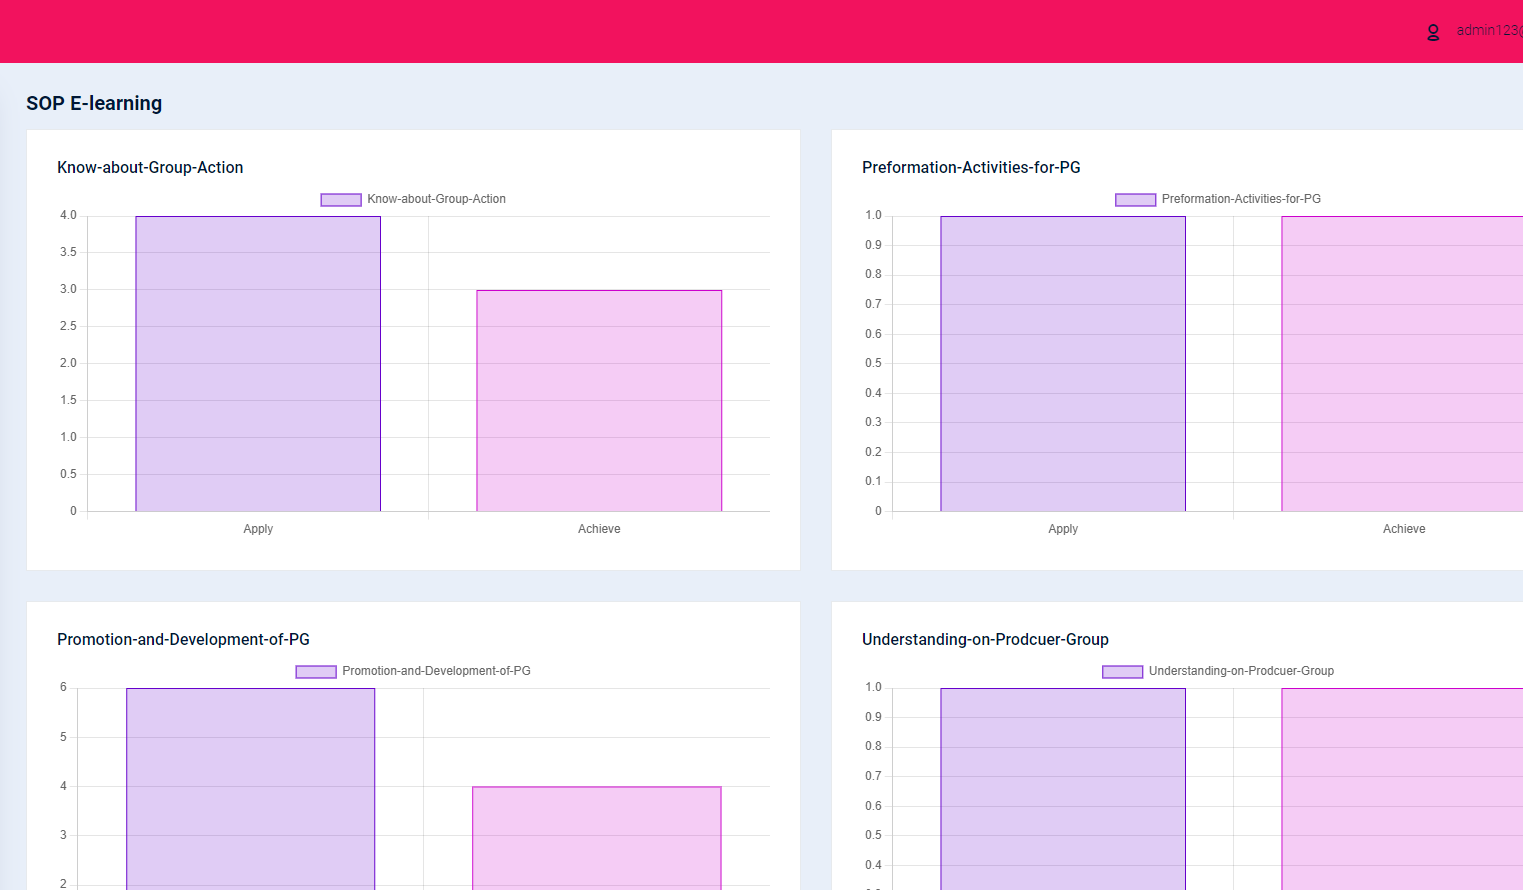 admin123@
SOP E-learning
Know-about-Group-Action
Know-about-Group-Action
4.0
3.5
3.0
2.5
2.0
1.5
1.0
0.5
0
Apply Achieve
Preformation-Activities-for-PG
Preformation-Activities-for-PG
1.0
0.9
0.8
0.7
0.6
0.5
0.4
0.3
0.2
0.1
0
Apply Achieve
Promotion-and-Development-of-PG
Promotion-and-Development-of-PG
6
5
4
3
2
Understanding-on-Prodcuer-Group
Understanding-on-Prodcuer-Group
1.0
0.9
0.8
0.7
0.6
0.5
0.4